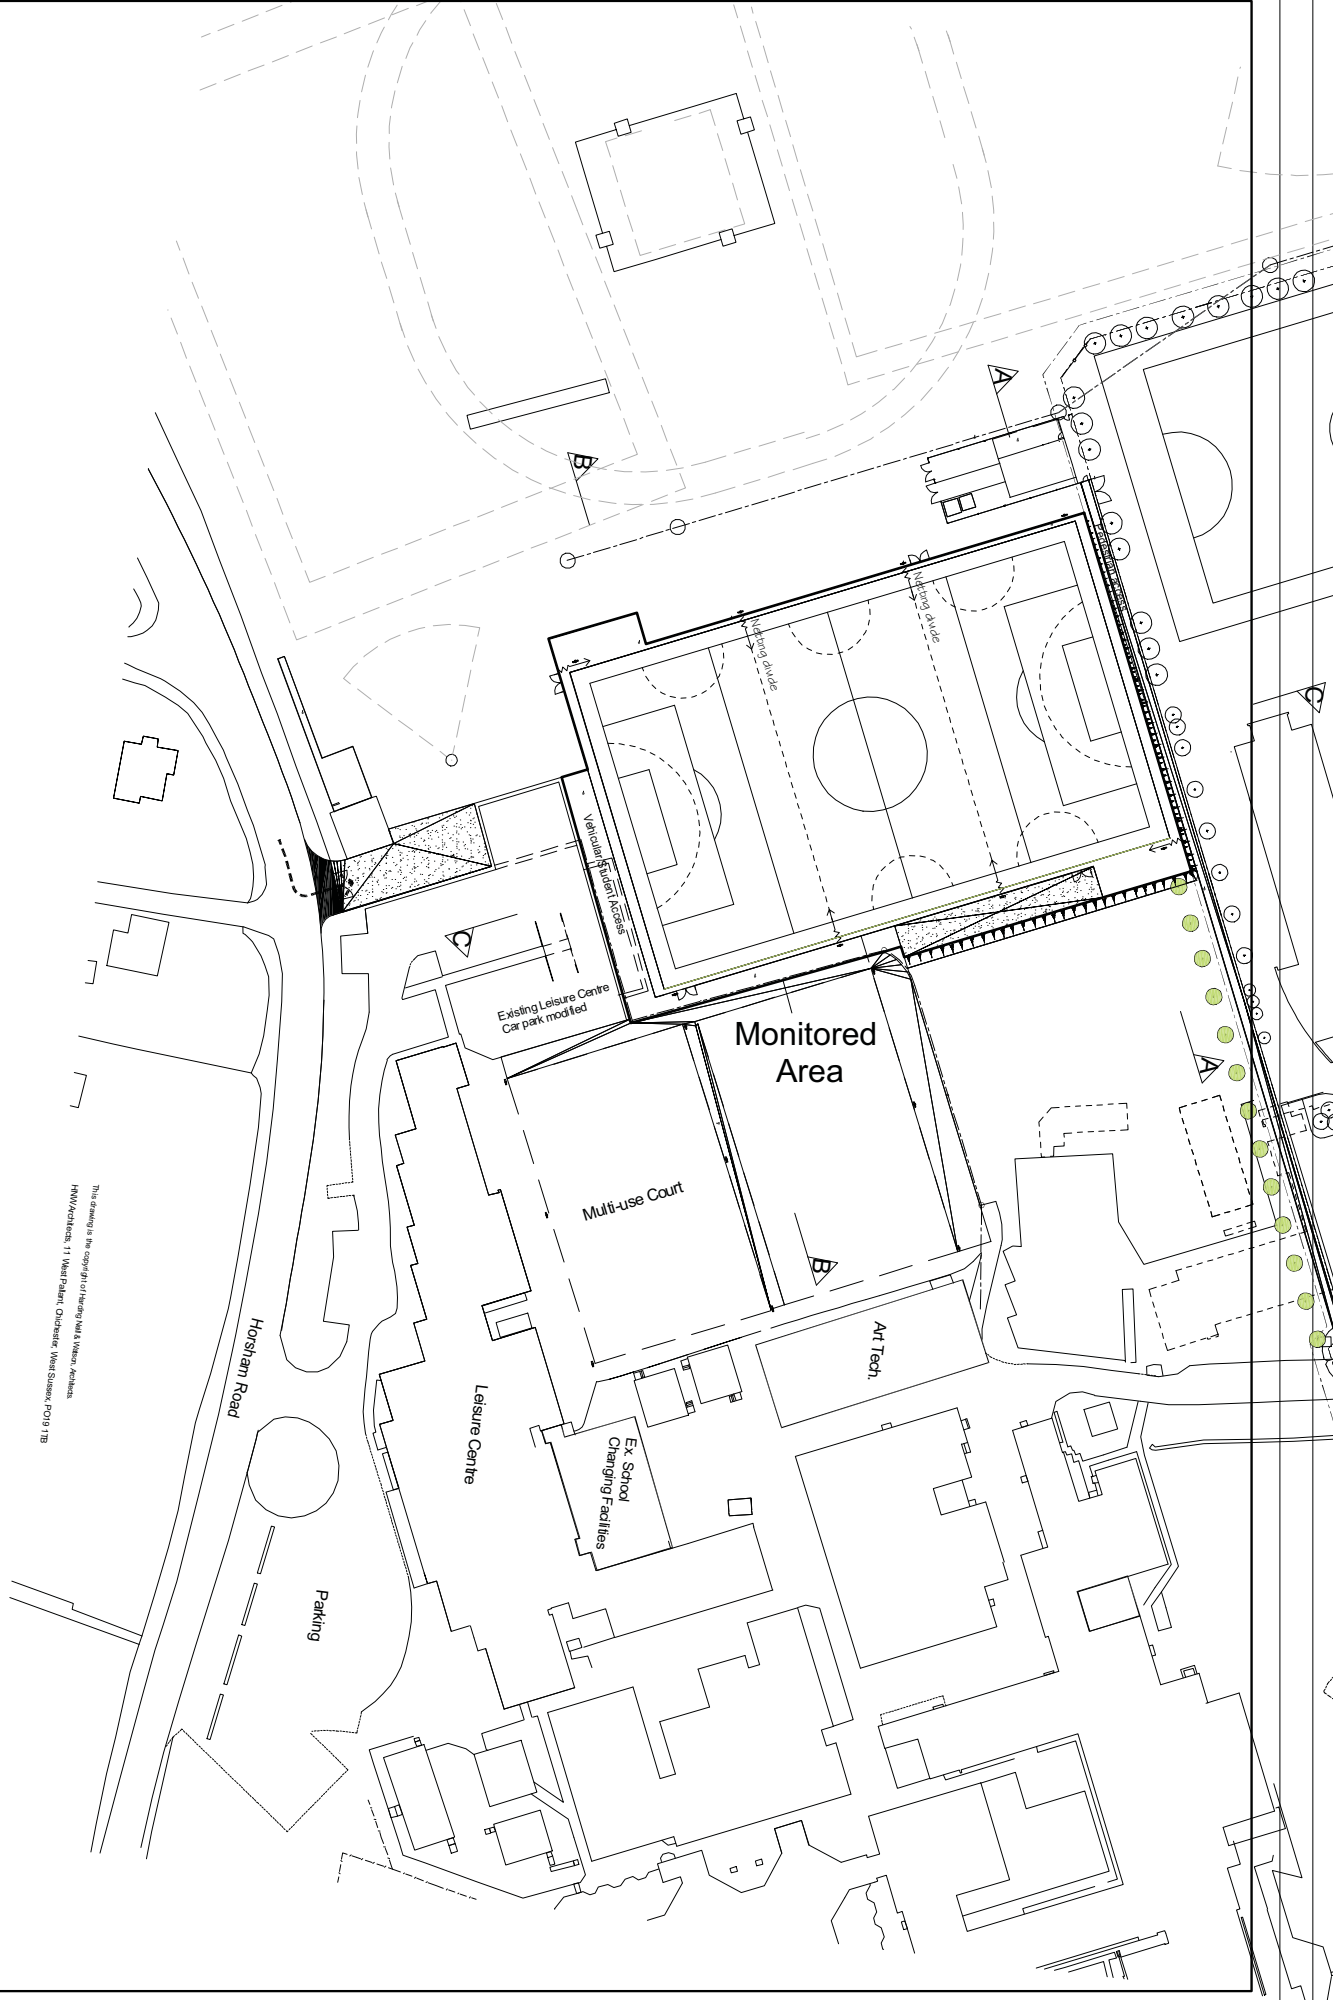 A
B
Pedestrian access
Netting divide
Netting divide
C
Vehicular/Student Access
C
Existing Leisure Centre
Car park modified
Monitored
Area
A
Multi-use Court
B
Art Tech.
Horsham Road
Leisure Centre
Ex. School
Changing Facilities
Parking
This drawing is the copyright of Harding Neil & Watson, Architects
HNW Architects, 11 West Pallant, Chichester, West Sussex, PO19 1TB